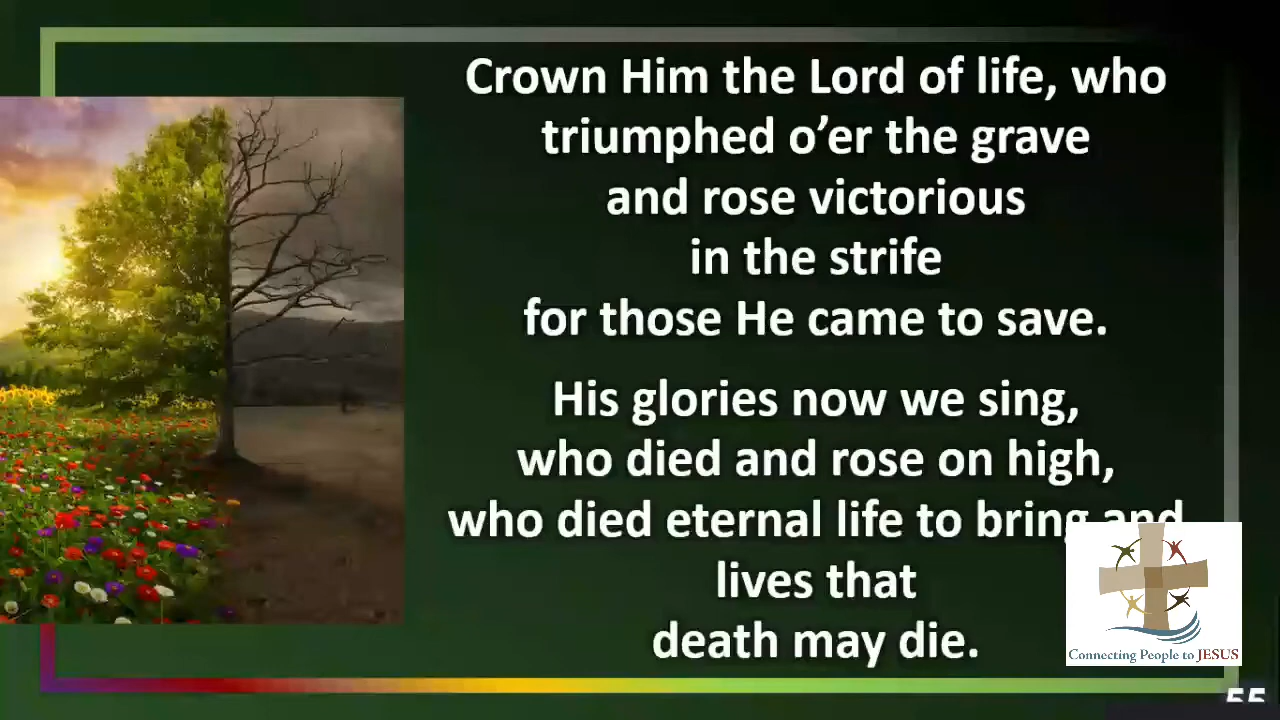 Crown Him the Lord of life, who
triumphed o’er the grave
and rose victorious
in the strife
for those He came to save.
His glories now we sing,
who died and rose on high,
who died eternal life to bring and
lives that
death may die.
Connecting People to JESUS
55